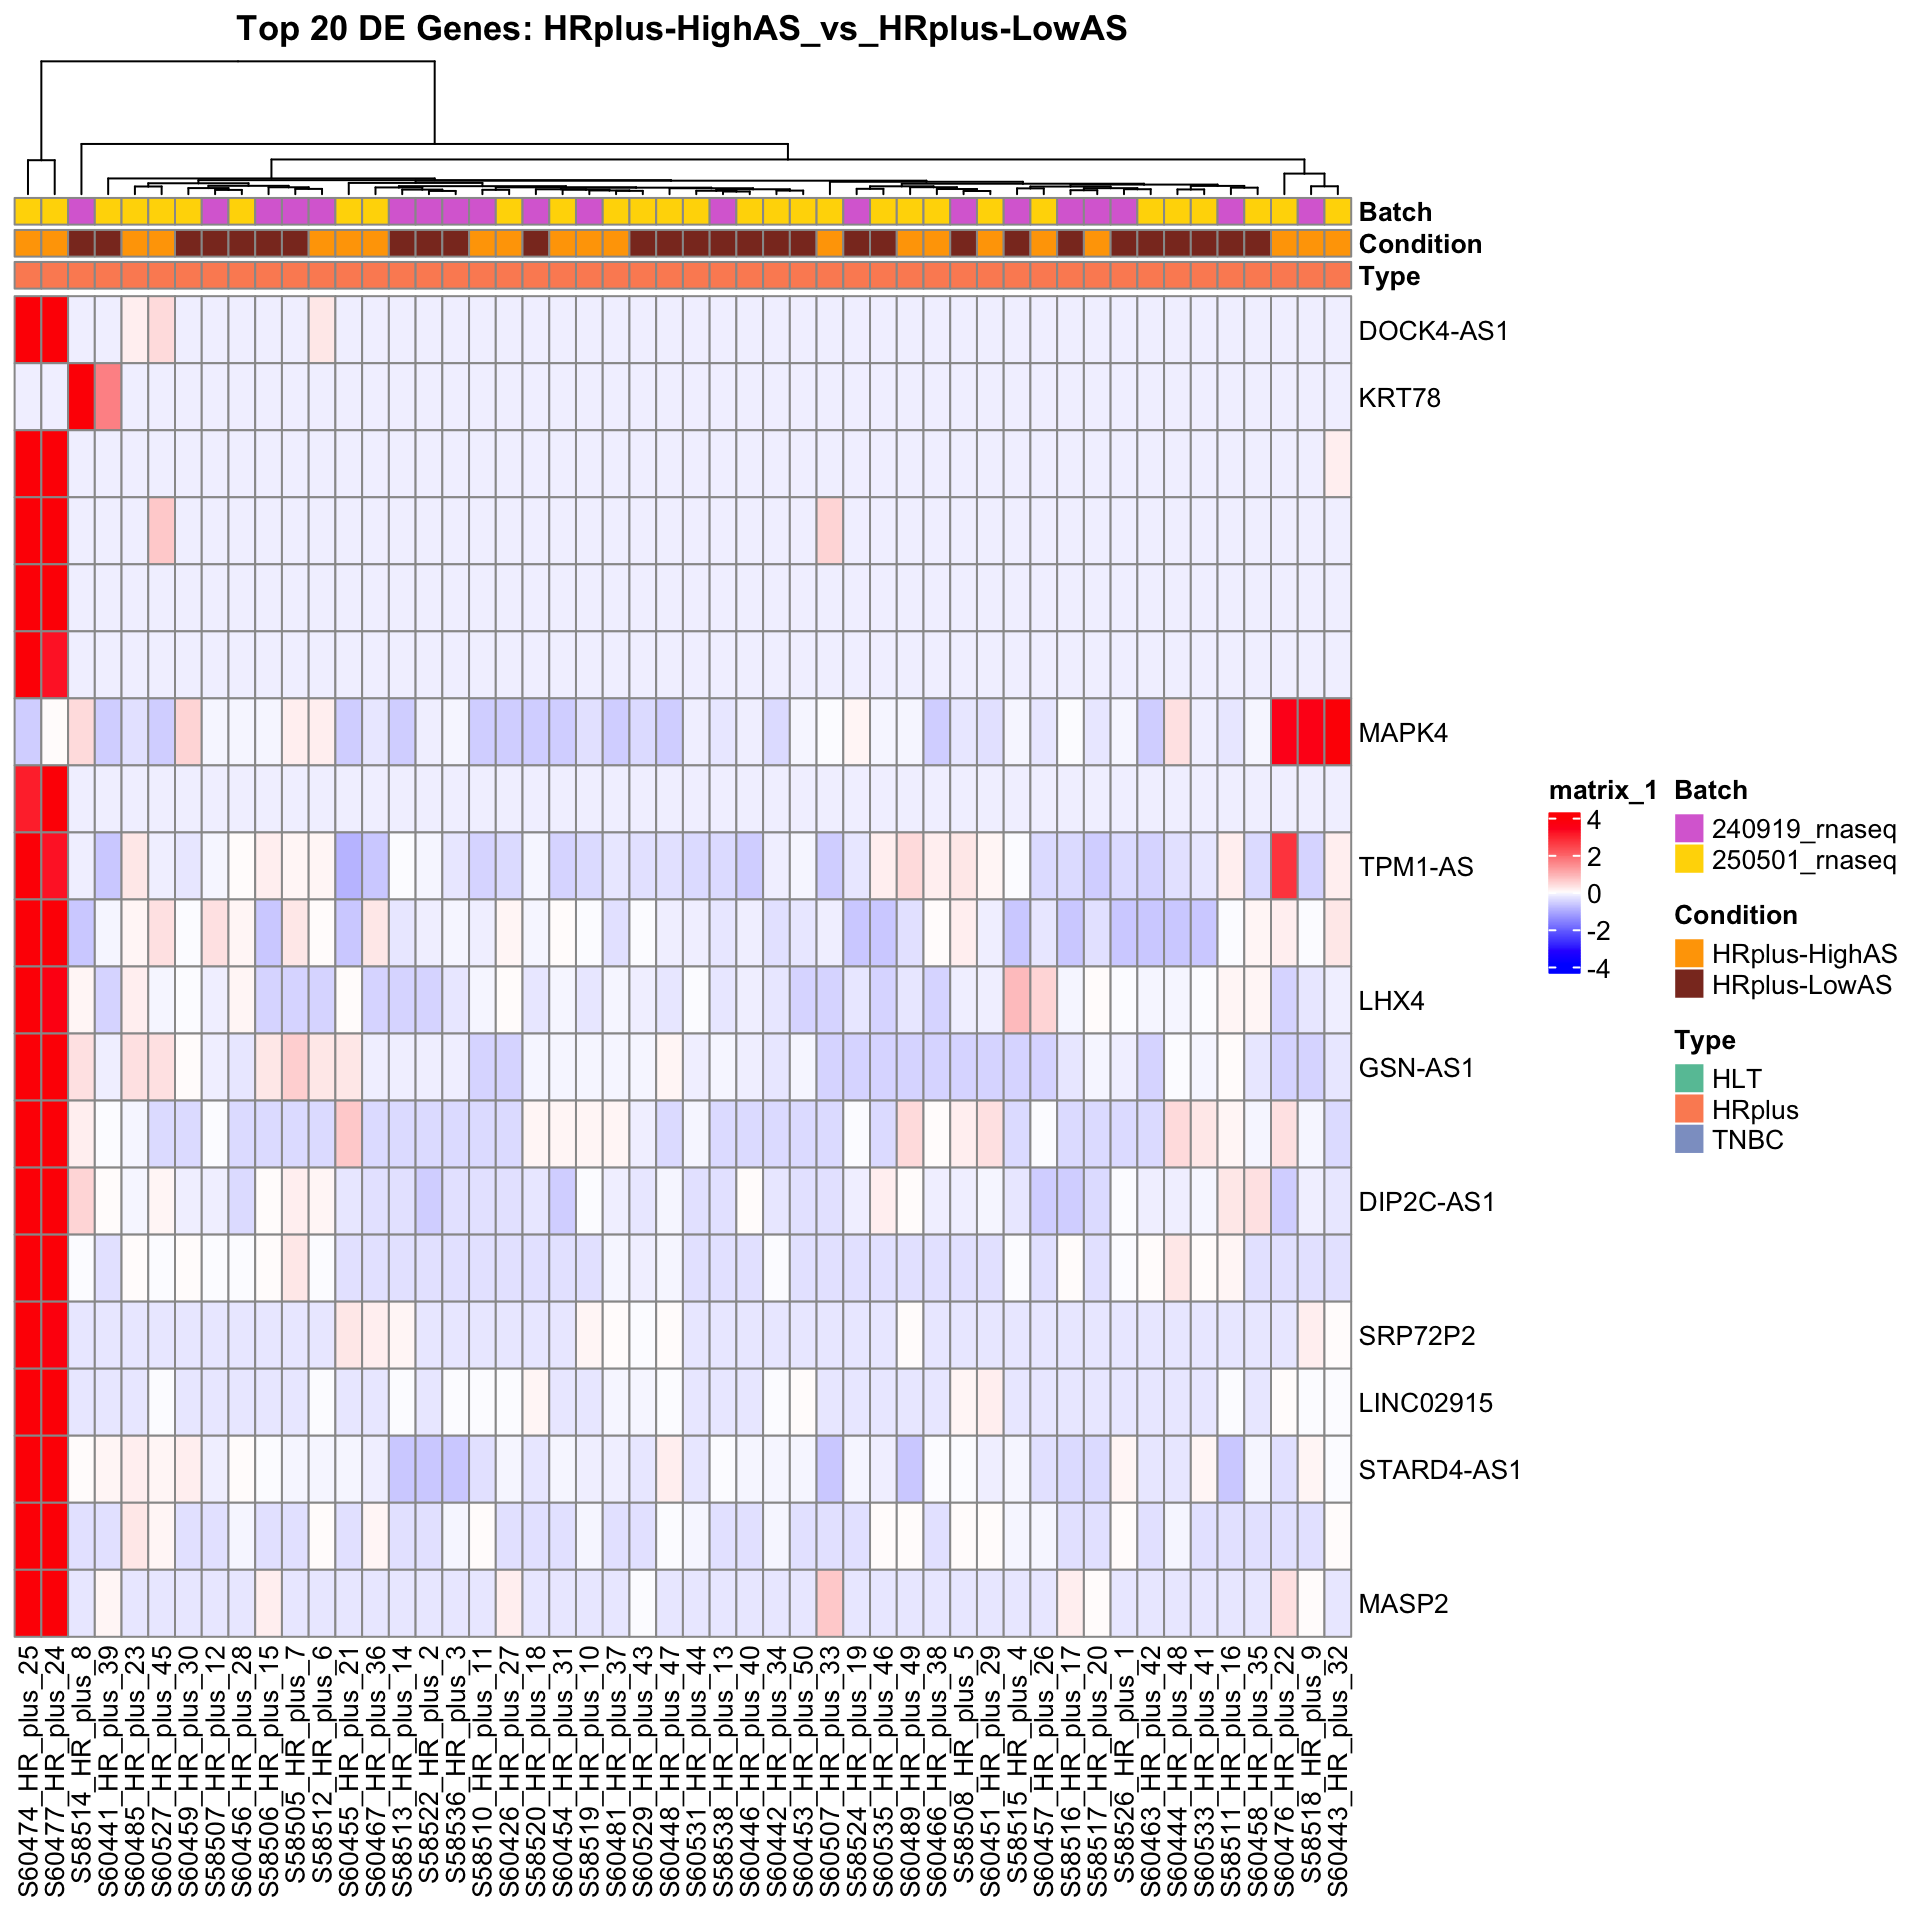 Top 20 DE Genes: HRplus-HighAS_vs_HRplus-LowAS
Batch
Condition
Type
DOCK4-AS1
KRT78
MAPK4
TPM1-AS
LHX4
GSN-AS1
DIP2C-AS1
SRP72P2
LINC02915
STARD4-AS1
MASP2
matrix_1
4
2
0
-2
-4
Batch
240919_rnaseq
250501_rnaseq
Condition
HRplus-HighAS
HRplus-LowAS
Type
HLT
HRplus
TNBC
S60474_HR_plus_25
S60477_HR_plus_24
S58514_HR_plus_8
S60441_HR_plus_39
S60485_HR_plus_23
S60527_HR_plus_45
S60459_HR_plus_30
S58507_HR_plus_12
S60456_HR_plus_28
S58506_HR_plus_15
S58505_HR_plus_7
S58512_HR_plus_6
S60455_HR_plus_21
S60467_HR_plus_36
S58513_HR_plus_14
S58522_HR_plus_2
S58536_HR_plus_3
S58510_HR_plus_11
S60426_HR_plus_27
S58520_HR_plus_18
S60454_HR_plus_31
S58519_HR_plus_10
S60481_HR_plus_37
S60529_HR_plus_43
S60448_HR_plus_47
S60531_HR_plus_44
S58538_HR_plus_13
S60446_HR_plus_40
S60442_HR_plus_34
S60453_HR_plus_50
S60507_HR_plus_33
S58524_HR_plus_19
S60535_HR_plus_46
S60489_HR_plus_49
S60466_HR_plus_38
S58508_HR_plus_5
S60451_HR_plus_29
S58515_HR_plus_4
S60457_HR_plus_26
S58516_HR_plus_17
S58517_HR_plus_20
S58526_HR_plus_1
S60463_HR_plus_42
S60444_HR_plus_48
S60533_HR_plus_41
S58511_HR_plus_16
S60458_HR_plus_35
S60476_HR_plus_22
S58518_HR_plus_9
S60443_HR_plus_32